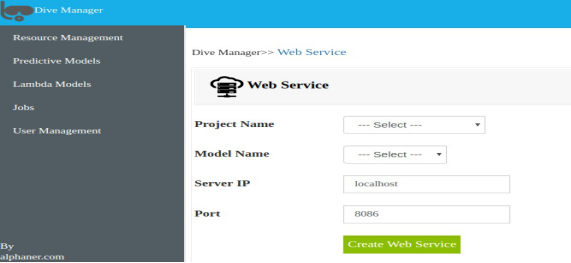 Dive Manager
Resource Management
Predictive Models
Lambda Models
Jobs
User Management
By
alphaner.com
Dive Manager>> Web Service
Web Service
Project Name --- Select ---
Model Name --- Select ---
Server IP localhost
Port 8086
Create Web Service